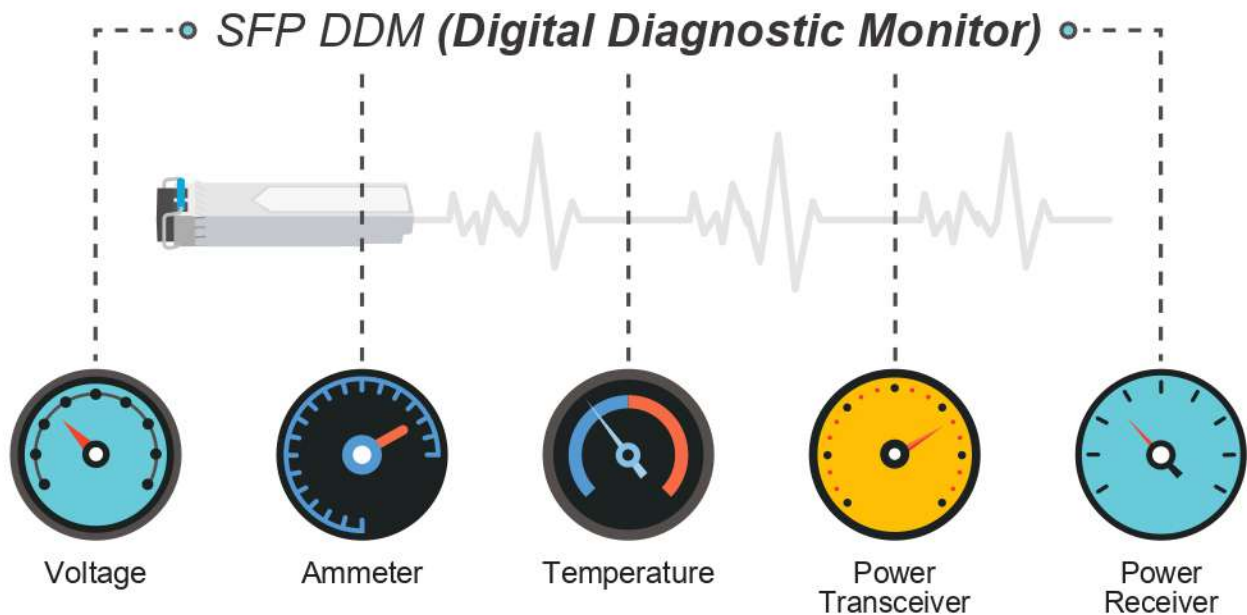 SFP DDM (Digital Diagnostic Monitor)
Voltage
Ammeter
Temperature
Power
Transceiver
Power
Receiver